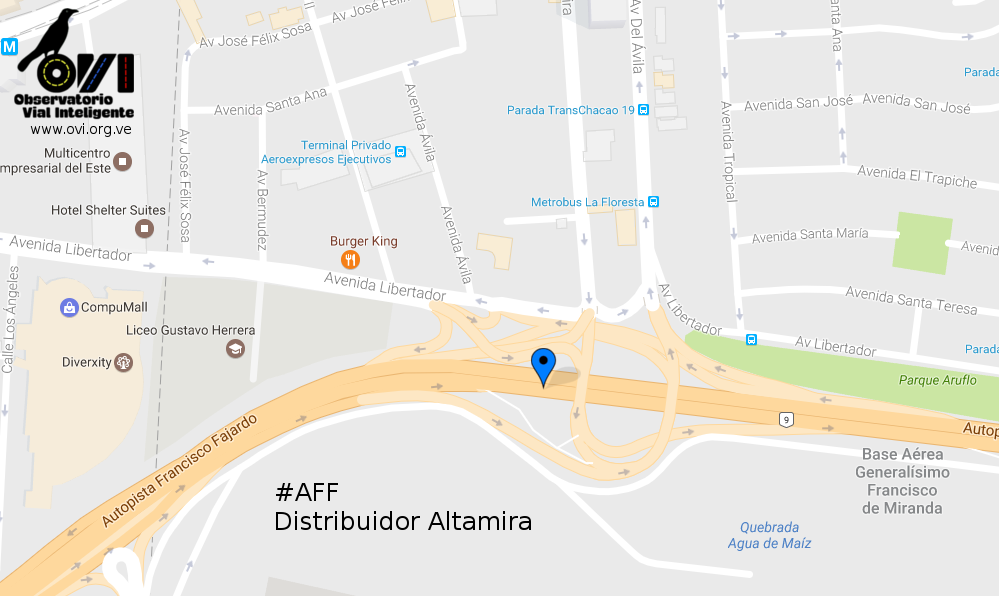 Av José Félix Sosa
Av José Félix Sosa
M
OVI
Observatorio
Vial Inteligente
www.ovi.org.ve
Av Del Ávila
Santa Ana
Parada
Avenida Santa Ana
Avenida Ávila
Parada TransChacao 19
Avenida San José
Avenida San José
Avenida Tropical
Multicentro
mpresarial del Este
Terminal Privado
Aeroexpresos Ejecutivos
Av José Félix Sosa
Av Bermudez
Avenida El Trapiche
Hotel Shelter Suites
Metrobus La Floresta
Avenida Ávila
Avenida Libertador
Burger King
Avenida Santa María
Avenid
Calle Los Ángeles
Avenida Libertador
Av Libertador
Avenida Santa Teresa
CompuMall
Liceo Gustavo Herrera
Av Libertador
Parada
Diverxity
Parque Aruflo
9
Autopista Francisco Fajardo
Autop
Base Aérea
Generalísimo
Francisco
de Miranda
#AFF
Distribuidor Altamira
Quebrada
Agua de Maíz